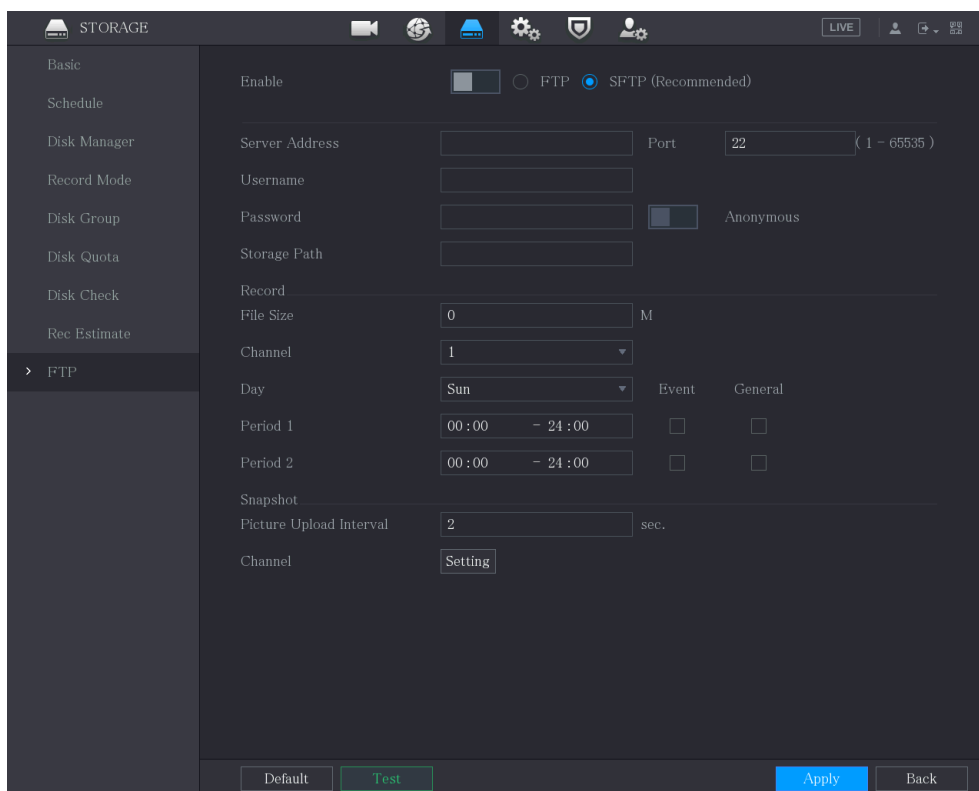 STORAGE
LIVE
Basic
Schedule
Disk Manager
Record Mode
Disk Group
Disk Quota
Disk Check
Rec Estimate
FTP
Enable FTP SFTP (Recommended)
Server Address Port 22 ( 1 - 65535 )
Username
Password Anonymous
Storage Path
Record
File Size 0 M
Channel 1
Day Sun Event General
Period 1 00 : 00 - 24 : 00
Period 2 00 : 00 - 24 : 00
Snapshot
Picture Upload Interval 2 sec.
Channel Setting
Default Test Apply Back